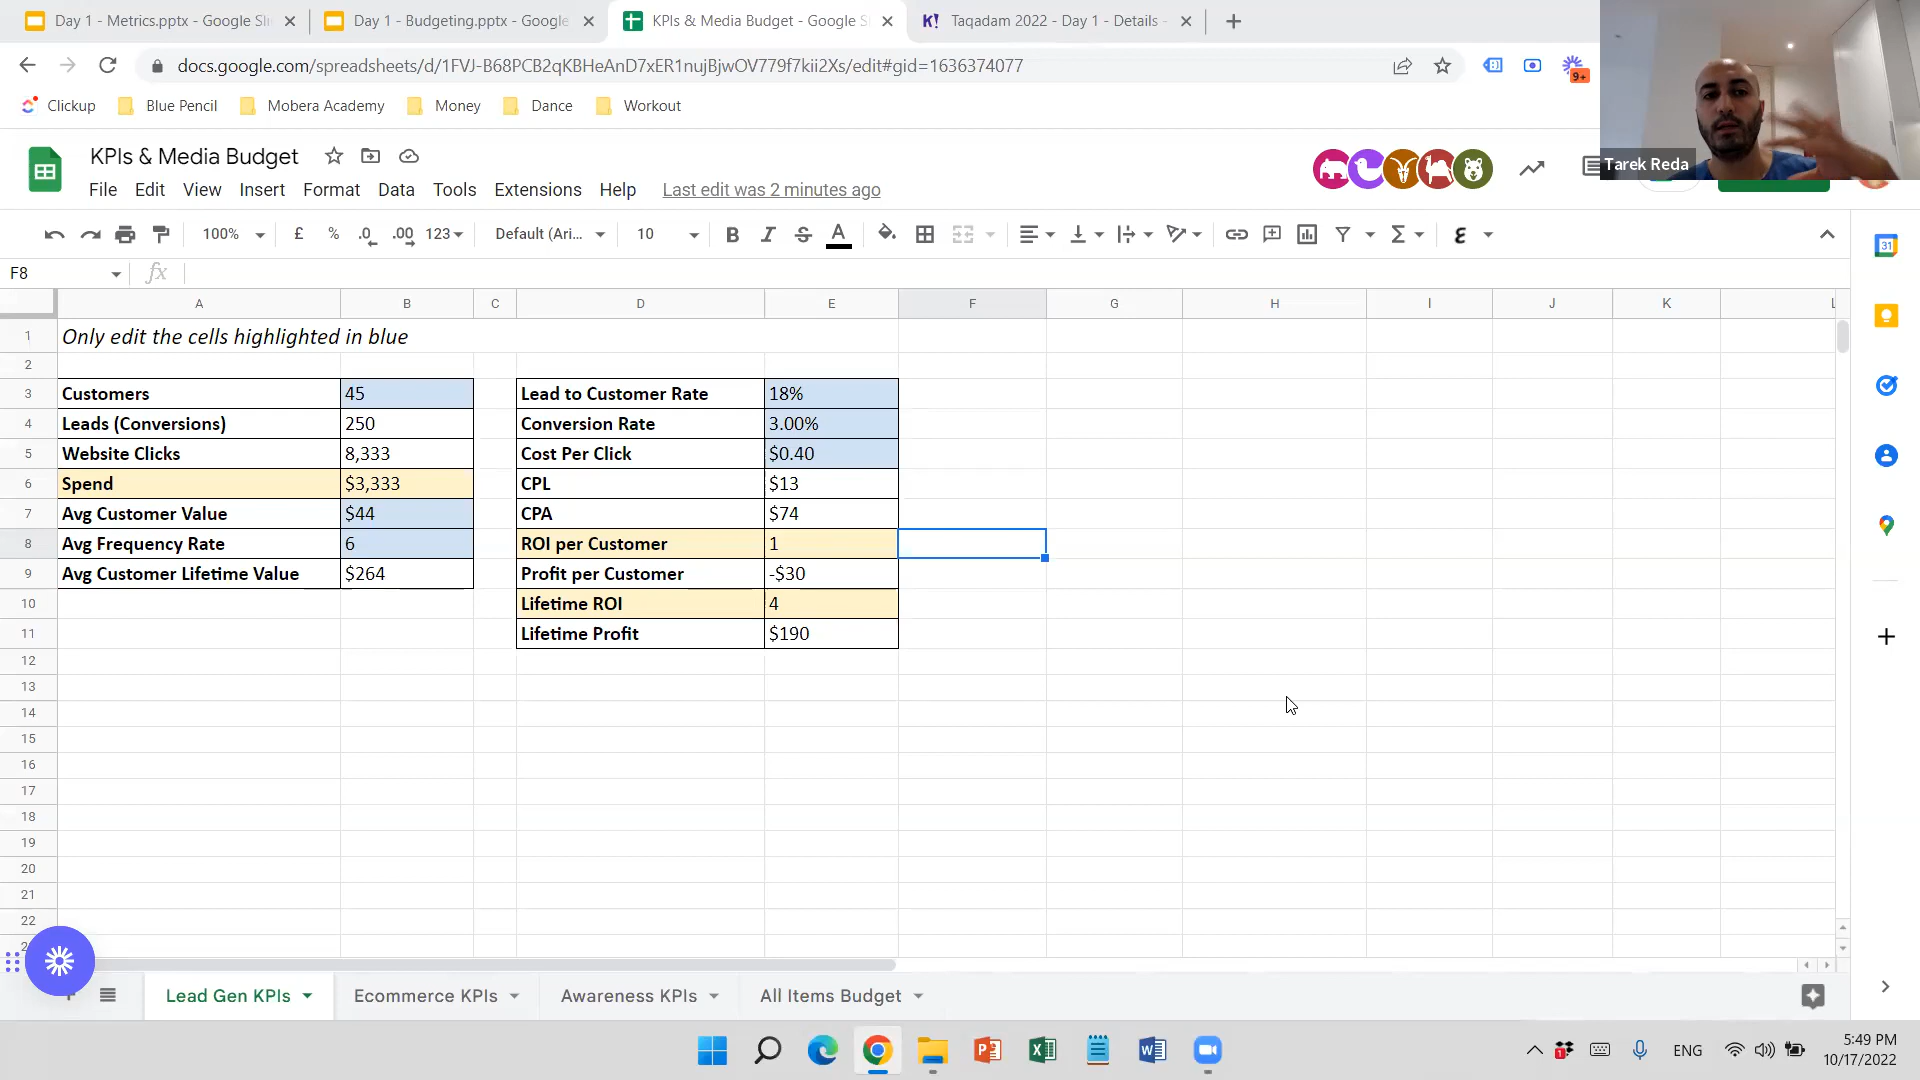 Day 1 - Metrics.pptx - Google Sli
Day 1 - Budgeting.pptx - Google
KPIs & Media Budget - Google S
K! Taqadam 2022 - Day 1 - Details -
docs.google.com/spreadsheets/d/1FVJ-B68PCB2qKBHeAnD7xER1nujBjwOV779f7kii2Xs/edit#gid=1636374077
9+
Clickup
Blue Pencil
Mobera Academy
Money
Dance
Workout
Tarek Reda
KPIs & Media Budget
File Edit View Insert Format Data Tools Extensions Help Last edit was 2 minutes ago
100% £ % .0 .00 123 Default (Ari... 10 B I S A Σ ε
31
F8 fx
A B C D E F G H I J K L
1 Only edit the cells highlighted in blue
2
3 Customers 45 Lead to Customer Rate 18%
4 Leads (Conversions) 250 Conversion Rate 3.00%
5 Website Clicks 8,333 Cost Per Click $0.40
6 Spend $3,333 CPL $13
7 Avg Customer Value $44 CPA $74
8 Avg Frequency Rate 6 ROI per Customer 1
9 Avg Customer Lifetime Value $264 Profit per Customer -$30
10 Lifetime ROI 4
11 Lifetime Profit $190
12
13
14
15
16
17
18
19
20
21
22
Lead Gen KPIs Ecommerce KPIs Awareness KPIs All Items Budget
1 ENG 5:49 PM
10/17/2022